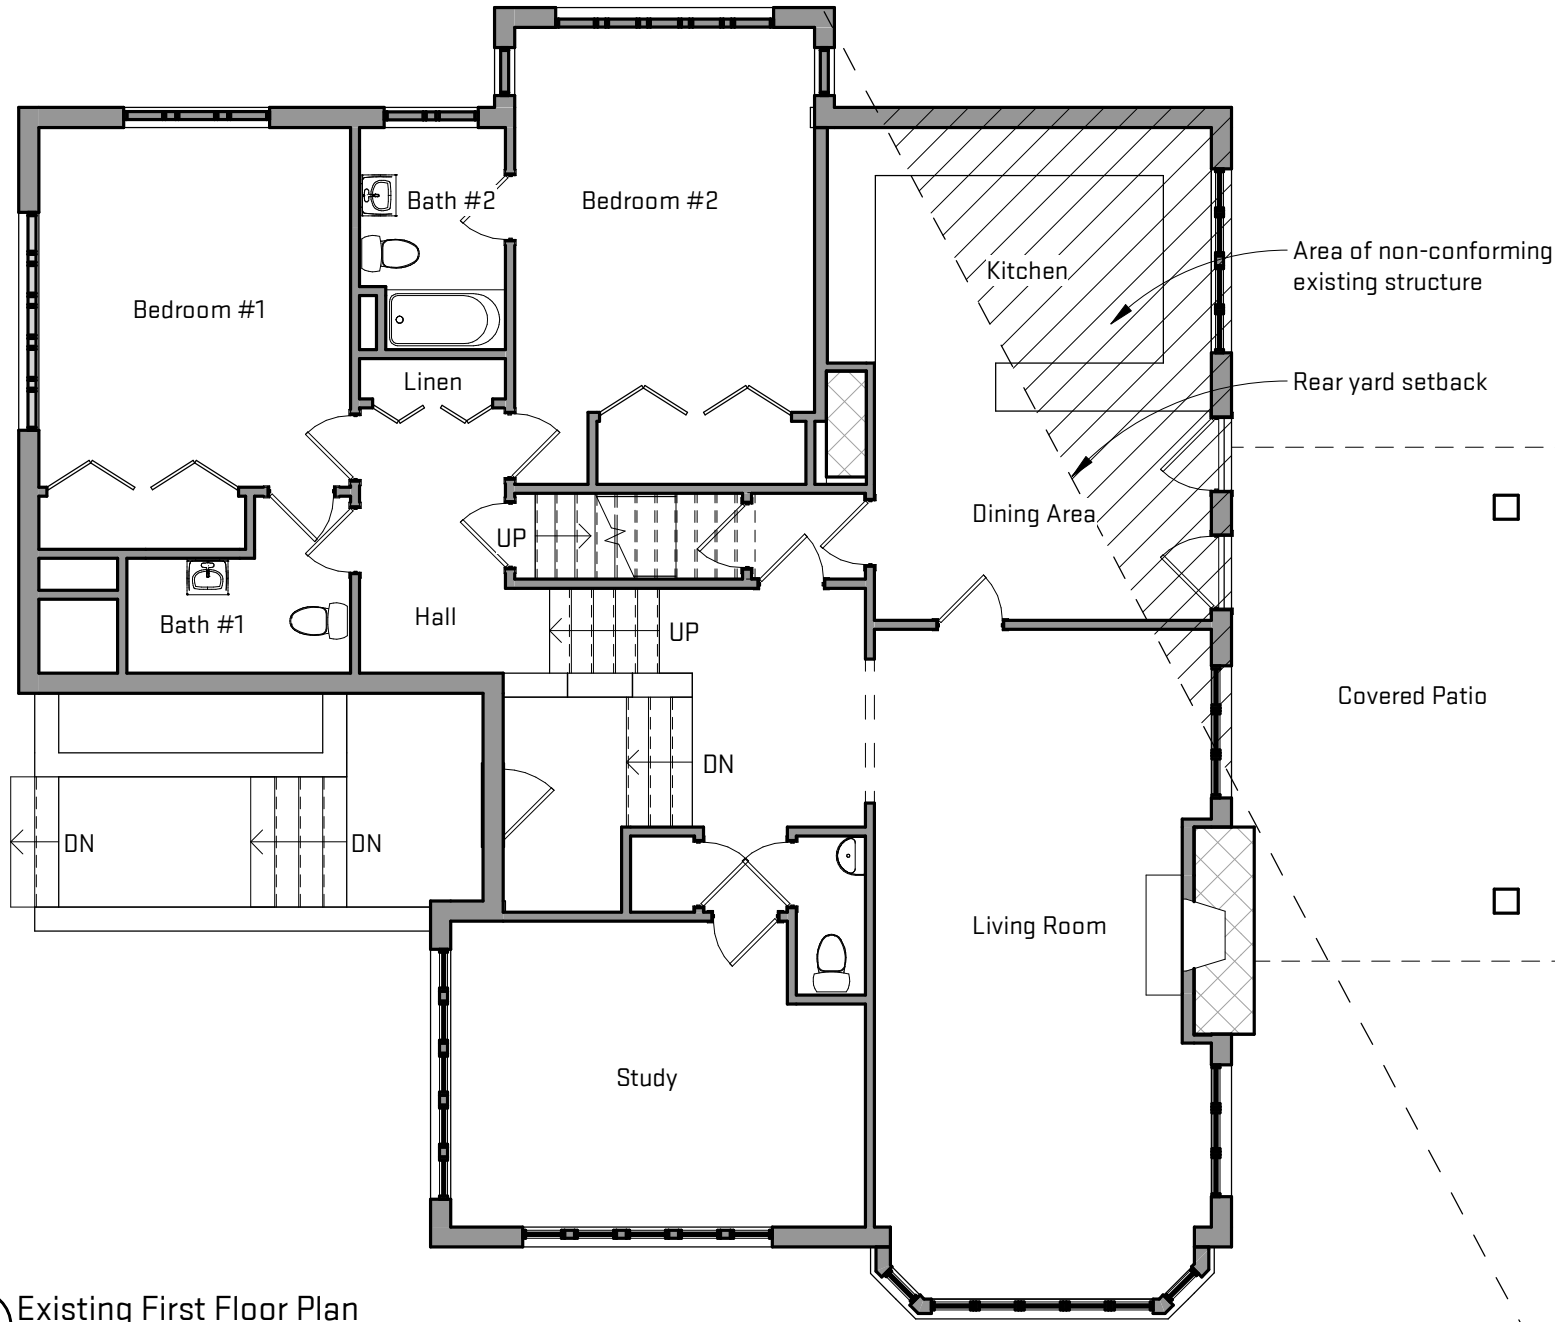 Bath #2
Bedroom #2
Kitchen
Area of non-conforming
existing structure
Bedroom #1
Linen
Rear yard setback
UP
Dining Area
Bath #1
Hall
UP
Covered Patio
DN
DN
DN
Living Room
Study
Existing First Floor Plan